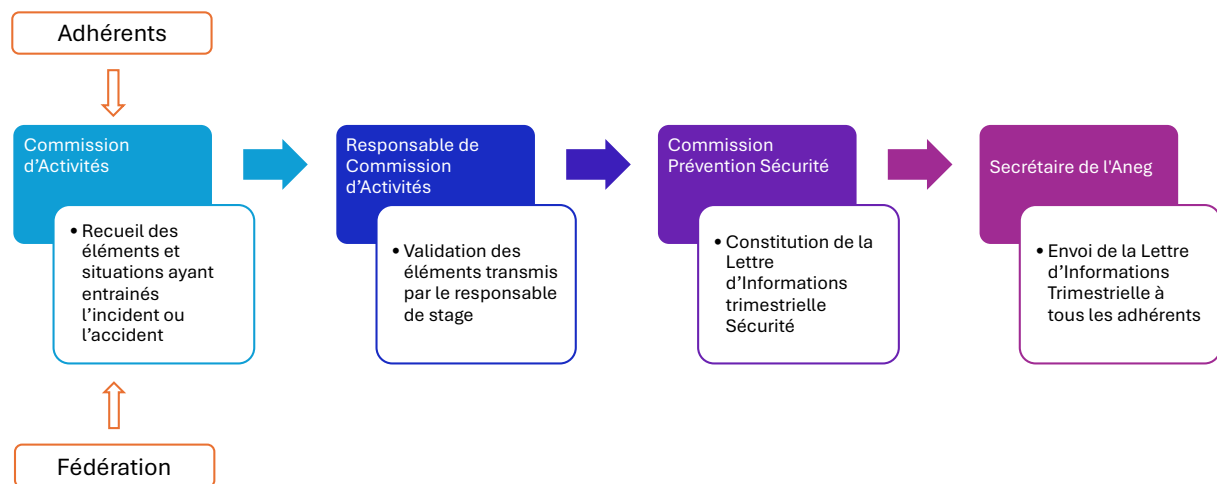 Adhérents
Commission
d’Activités
• Recueil des
éléments et
situations ayant
entrainés
l’incident ou
l’accident
Responsable de
Commission
d’Activités
• Validation des
éléments transmis
par le responsable
de stage
Commission
Prévention Sécurité
• Constitution de la
Lettre
d’Informations
trimestrielle
Sécurité
Secrétaire de l'Aneg
• Envoi de la Lettre
d’Informations
Trimestrielle à
tous les adhérents
Fédération